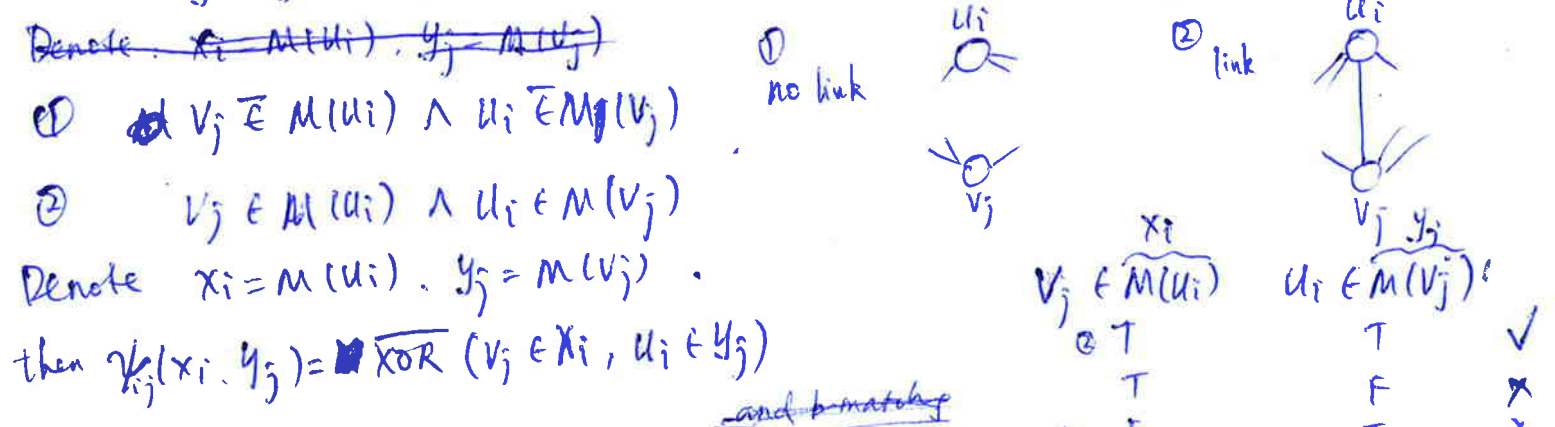 Denote. xi = M(ui). yj = M(vj)
① vj ∈̅ M(ui) ∧ ui ∈̅ M(vj)
② vj ∈ M(ui) ∧ ui ∈ M(vj)
Denote xi = M(ui). yj = M(vj).
then ψij(xi. yj) = X̅O̅R̅ (vj ∈ xi, ui ∈ yj)
and b-matching
① no link
ui
vj
② link
ui
vj
xi yj
vj ∈ M(ui) ui ∈ M(vj)
② T T ✓
T F ×